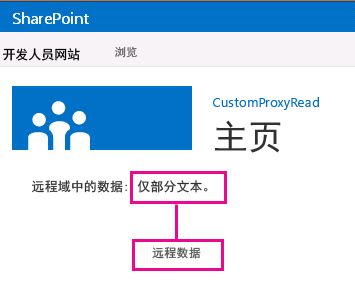 SharePoint
开发人员网站 浏览
CustomProxyRead
主页
远程域中的数据：仅部分文本。
远程数据